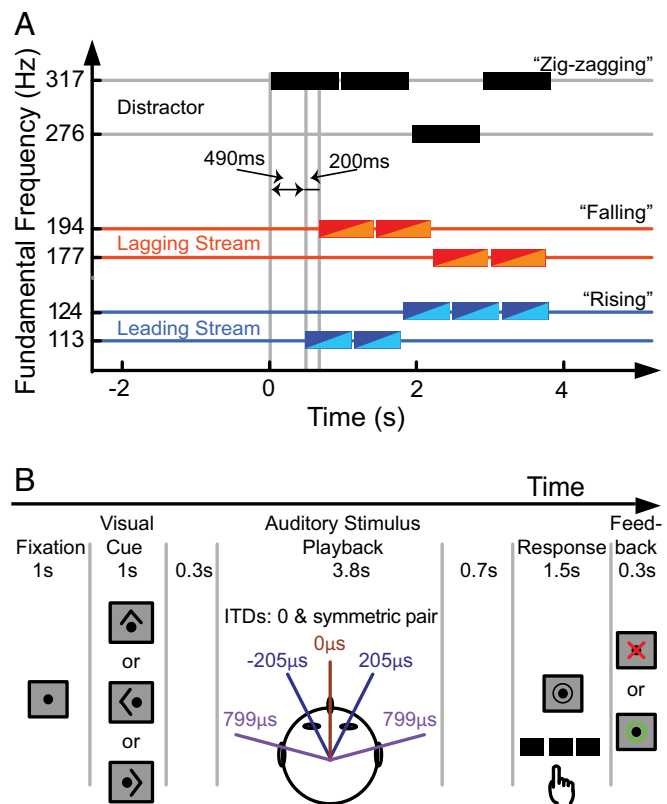 A
Fundamental Frequency (Hz)
317
276
194
177
124
113
"Zig-zagging"
Distractor
490ms
200ms
"Falling"
Lagging Stream
"Rising"
Leading Stream
-2
0
2
4
Time (s)
B
Time
Fixation
1s
Visual
Cue
1s
0.3s
Auditory Stimulus
Playback
3.8s
0.7s
Response
1.5s
Feed-
back
0.3s
or
or
ITDs: 0 & symmetric pair
0µs
-205µs
205µs
799µs
799µs
or